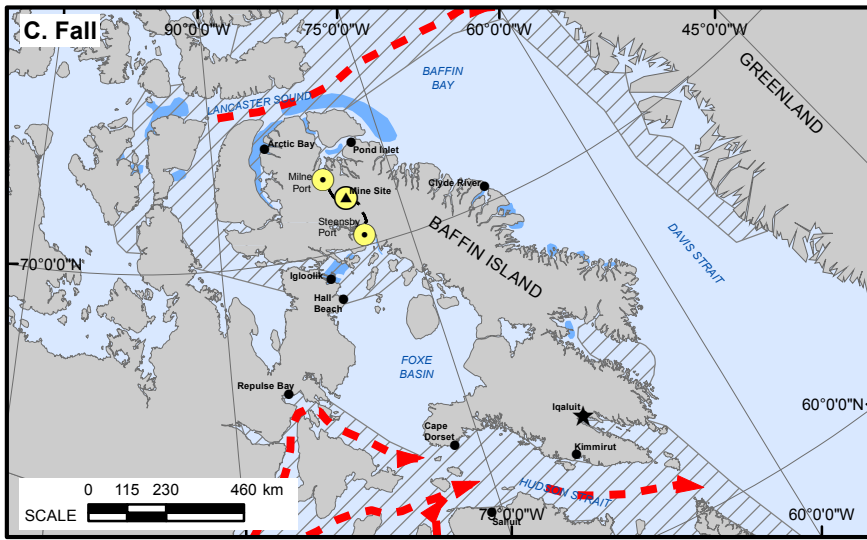 C. Fall
90°0'0"W
75°0'0"W
60°0'0"W
45°0'0"W
GREENLAND
BAFFIN
BAY
LANCASTER SOUND
Arctic Bay
Pond Inlet
Milne
Port
Mine Site
Clyde River
Steensby
Port
BAFFIN ISLAND
DAVIS STRAIT
70°0'0"N
Igloolik
Hall
Beach
FOXE
BASIN
Repulse Bay
Iqaluit
60°0'0"N
Cape
Dorset
Kimmirut
HUDSON STRAIT
0 115 230 460 km
SCALE
Salluit
75°0'0"W
60°0'0"W